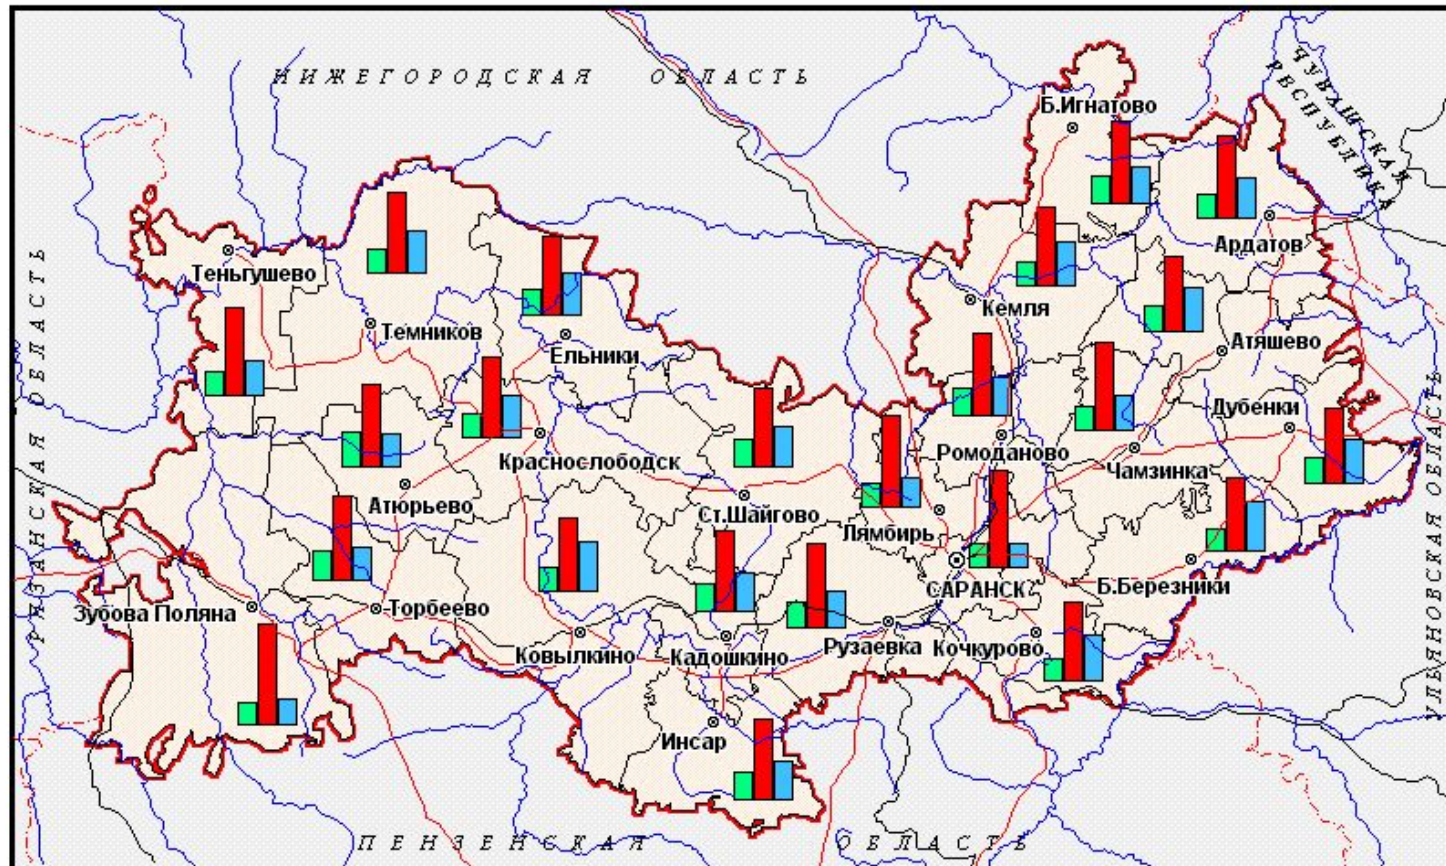 НИЖЕГОРОДСКАЯ ОБЛАСТЬ
ЧУВАШСКАЯ
РЕСПУБЛИКА
Б.Игнатово
Ардатов
Теньгушево
Темников
Кемля
Ельники
Атяшево
РЯЗАНСКАЯ ОБЛАСТЬ
Дубенки
Краснослободск
Ромоданово
Чамзинка
Атюрьево
Ст.Шайгово
Лямбирь
САРАНСК
Б.Березники
Зубова Поляна
Торбеево
Ковылкино
Кадошкино
Рузаевка
Кочкурово
УЛЬЯНОВСКАЯ ОБЛАСТЬ
Инсар
ПЕНЗЕНСКАЯ ОБЛАСТЬ